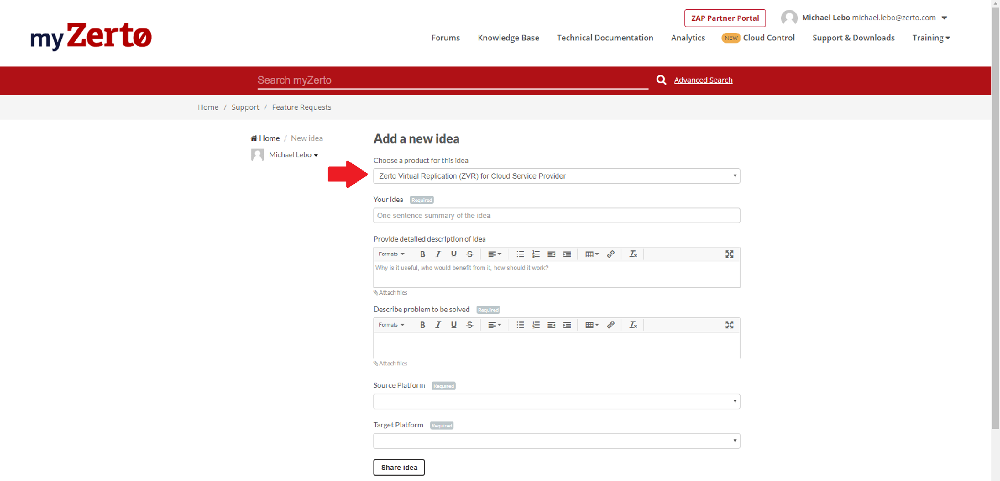 ZAP Partner Portal
Michael Lebo michael.lebo@zerto.com
my Zerto
Forums Knowledge Base Technical Documentation Analytics NEW Cloud Control Support & Downloads Training
Search myZerto Advanced Search
Home / Support / Feature Requests
Home / New idea
Michael Lebo
Add a new idea
Choose a product for this idea
Zerto Virtual Replication (ZVR) for Cloud Service Provider
Your idea Required
One sentence summary of the idea
Provide detailed description of idea
Formats B I U S
Why is it useful, who would benefit from it, how should it work?
Attach files
Describe problem to be solved Required
Formats B I U S
Attach files
Source Platform Required
Target Platform Required
Share idea